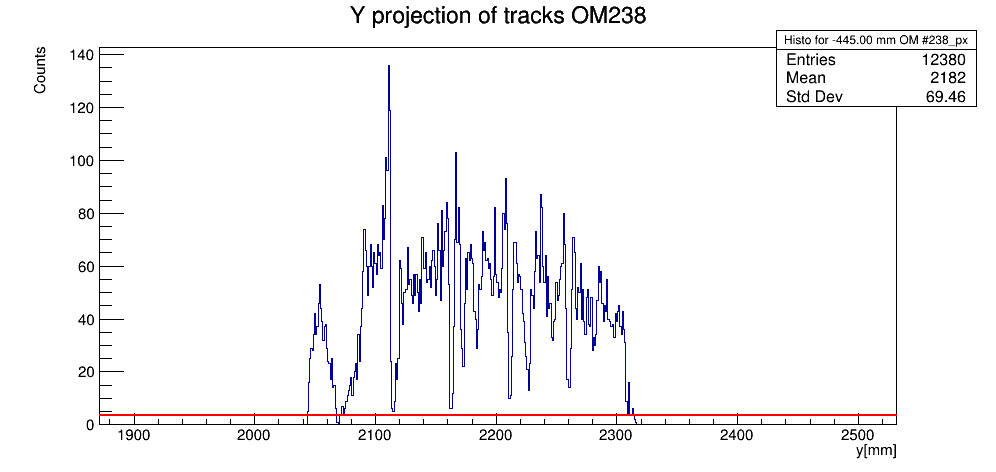 Y projection of tracks OM238
Histo for -445.00 mm OM #238_px
Entries 12380
Mean 2182
Std Dev 69.46
Counts
140
120
100
80
60
40
20
0
1900 2000 2100 2200 2300 2400 2500
y[mm]